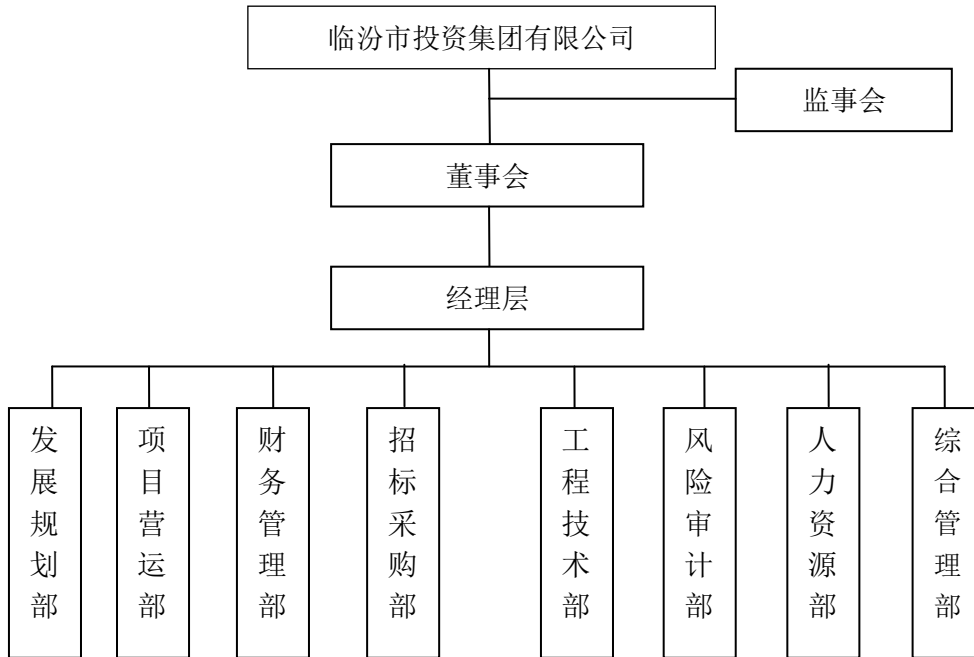 临汾市投资集团有限公司
监事会
董事会
经理层
发展规划部
项目营运部
财务管理部
招标采购部
工程技术部
风险审计部
人力资源部
综合管理部